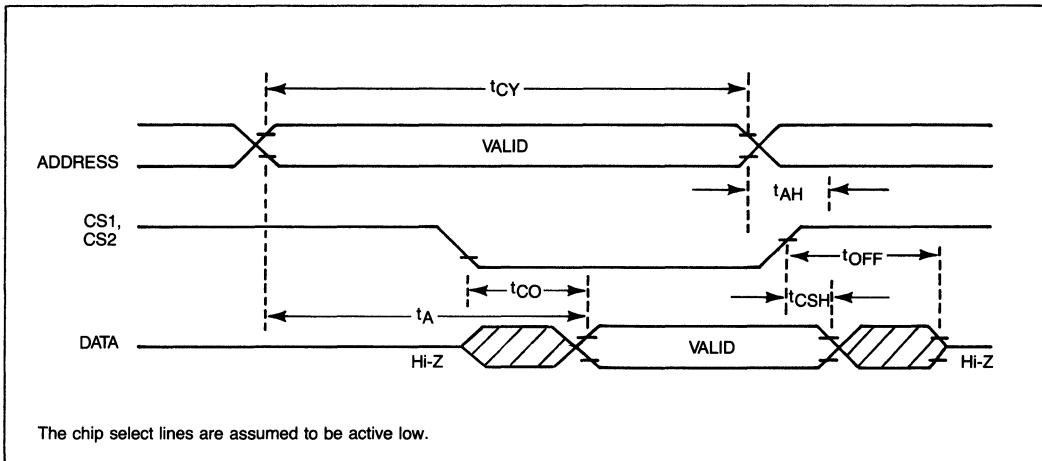 tCY
ADDRESS
VALID
tAH
CS1,
CS2
tOFF
tCO
tCSH
tA
DATA
VALID
Hi-Z
Hi-Z
The chip select lines are assumed to be active low.